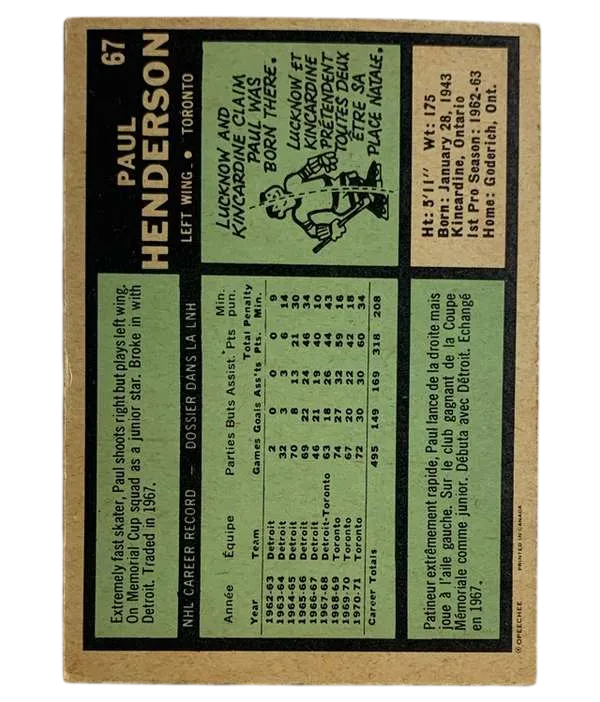 67
PAUL
HENDERSON
LEFT WING - • TORONTO
Extremely fast skater, Paul shoots right but plays left wing.
On Memorial Cup squad as a junior star. Broke in with
Detroit. Traded in 1967.
NHL CAREER RECORD — DOSSIER DANS LA LNH
Année Équipe Parties Buts Assist. Pts Min. pun.
Year Team Games Goals Ass'ts Total Pts. Penalty Min.
1962-63 Detroit 2 0 0 0 9
1963-64 Detroit 32 3 3 6 14
1964-65 Detroit 70 8 13 21 30
1965-66 Detroit 69 22 24 46 34
1966-67 Detroit 46 21 19 40 10
1967-68 Detroit-Toronto 63 18 26 44 43
1968-69 Toronto 74 27 32 59 16
1969-70 Toronto 67 20 22 42 18
1970-71 Toronto 72 30 30 60 34
Career Totals 495 149 169 318 208
LUCKNOW AND
KINCARDINE CLAIM
PAUL WAS
BORN THERE.
LUCKNOW ET
KINCARDINE
PRÉTENDENT
TOUTES DEUX
ÊTRE SA
PLACE NATALE.
Patineur extrêmement rapide, Paul lance de la droite mais
joue à l'aile gauche. Sur le club gagnant de la Coupe
Mémoriale comme junior. Débuta avec Détroit. Echangé
en 1967.
Ht: 5'11" Wt: 175
Born: January 28, 1943
Kincardine, Ontario
1st Pro Season: 1962-63
Home: Goderich, Ont.
© OPEECHEE PRINTED IN CANADA